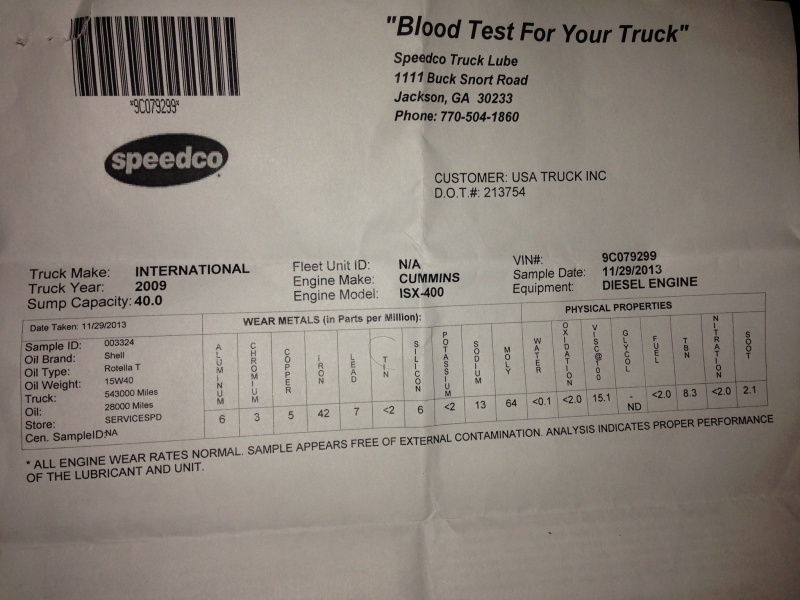 "Blood Test For Your Truck"
Speedco Truck Lube
1111 Buck Snort Road
Jackson, GA 30233
Phone: 770-504-1860
*9C079299*
speedco
CUSTOMER: USA TRUCK INC
D.O.T.#: 213754
Truck Make: INTERNATIONAL
Truck Year: 2009
Sump Capacity: 40.0
Fleet Unit ID: N/A
Engine Make: CUMMINS
Engine Model: ISX-400
VIN#: 9C079299
Sample Date: 11/29/2013
Equipment: DIESEL ENGINE
Date Taken: 11/29/2013
Sample ID: 003324
Oil Brand: Shell
Oil Type: Rotella T
Oil Weight: 15W40
Truck: 543000 Miles
Oil: 28000 Miles
Store: SERVICESPD
Cen. SampleID: NA
WEAR METALS (in Parts per Million):
PHYSICAL PROPERTIES
ALUMINUM CHROMIUM COPPER IRON LEAD TIN SILICON POTASSIUM SODIUM MOLY WATER OXIDATION VISC@100 GLYCOL FUEL TBN NITRATION SOOT
6 3 5 42 7 <2 6 <2 13 64 <0.1 <2.0 15.1 - ND <2.0 8.3 <2.0 2.1
* ALL ENGINE WEAR RATES NORMAL. SAMPLE APPEARS FREE OF EXTERNAL CONTAMINATION. ANALYSIS INDICATES PROPER PERFORMANCE
OF THE LUBRICANT AND UNIT.